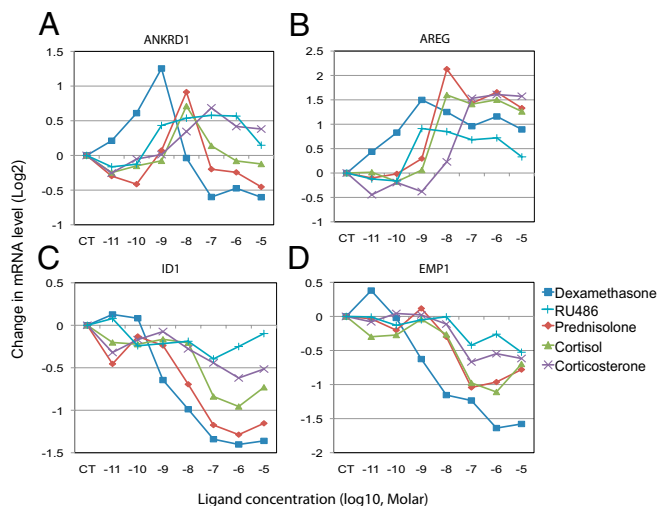 A
ANKRD1
1.5
1
0.5
0
-0.5
-1
CT -11 -10 -9 -8 -7 -6 -5
B
AREG
2.5
2
1.5
1
0.5
0
-0.5
-1
CT -11 -10 -9 -8 -7 -6 -5
Change in mRNA level (Log2)
C
ID1
0.5
0
-0.5
-1
-1.5
CT -11 -10 -9 -8 -7 -6 -5
D
EMP1
0.5
0
-0.5
-1
-1.5
-2
CT -11 -10 -9 -8 -7 -6 -5
Dexamethasone
RU486
Prednisolone
Cortisol
Corticosterone
Ligand concentration (log10, Molar)